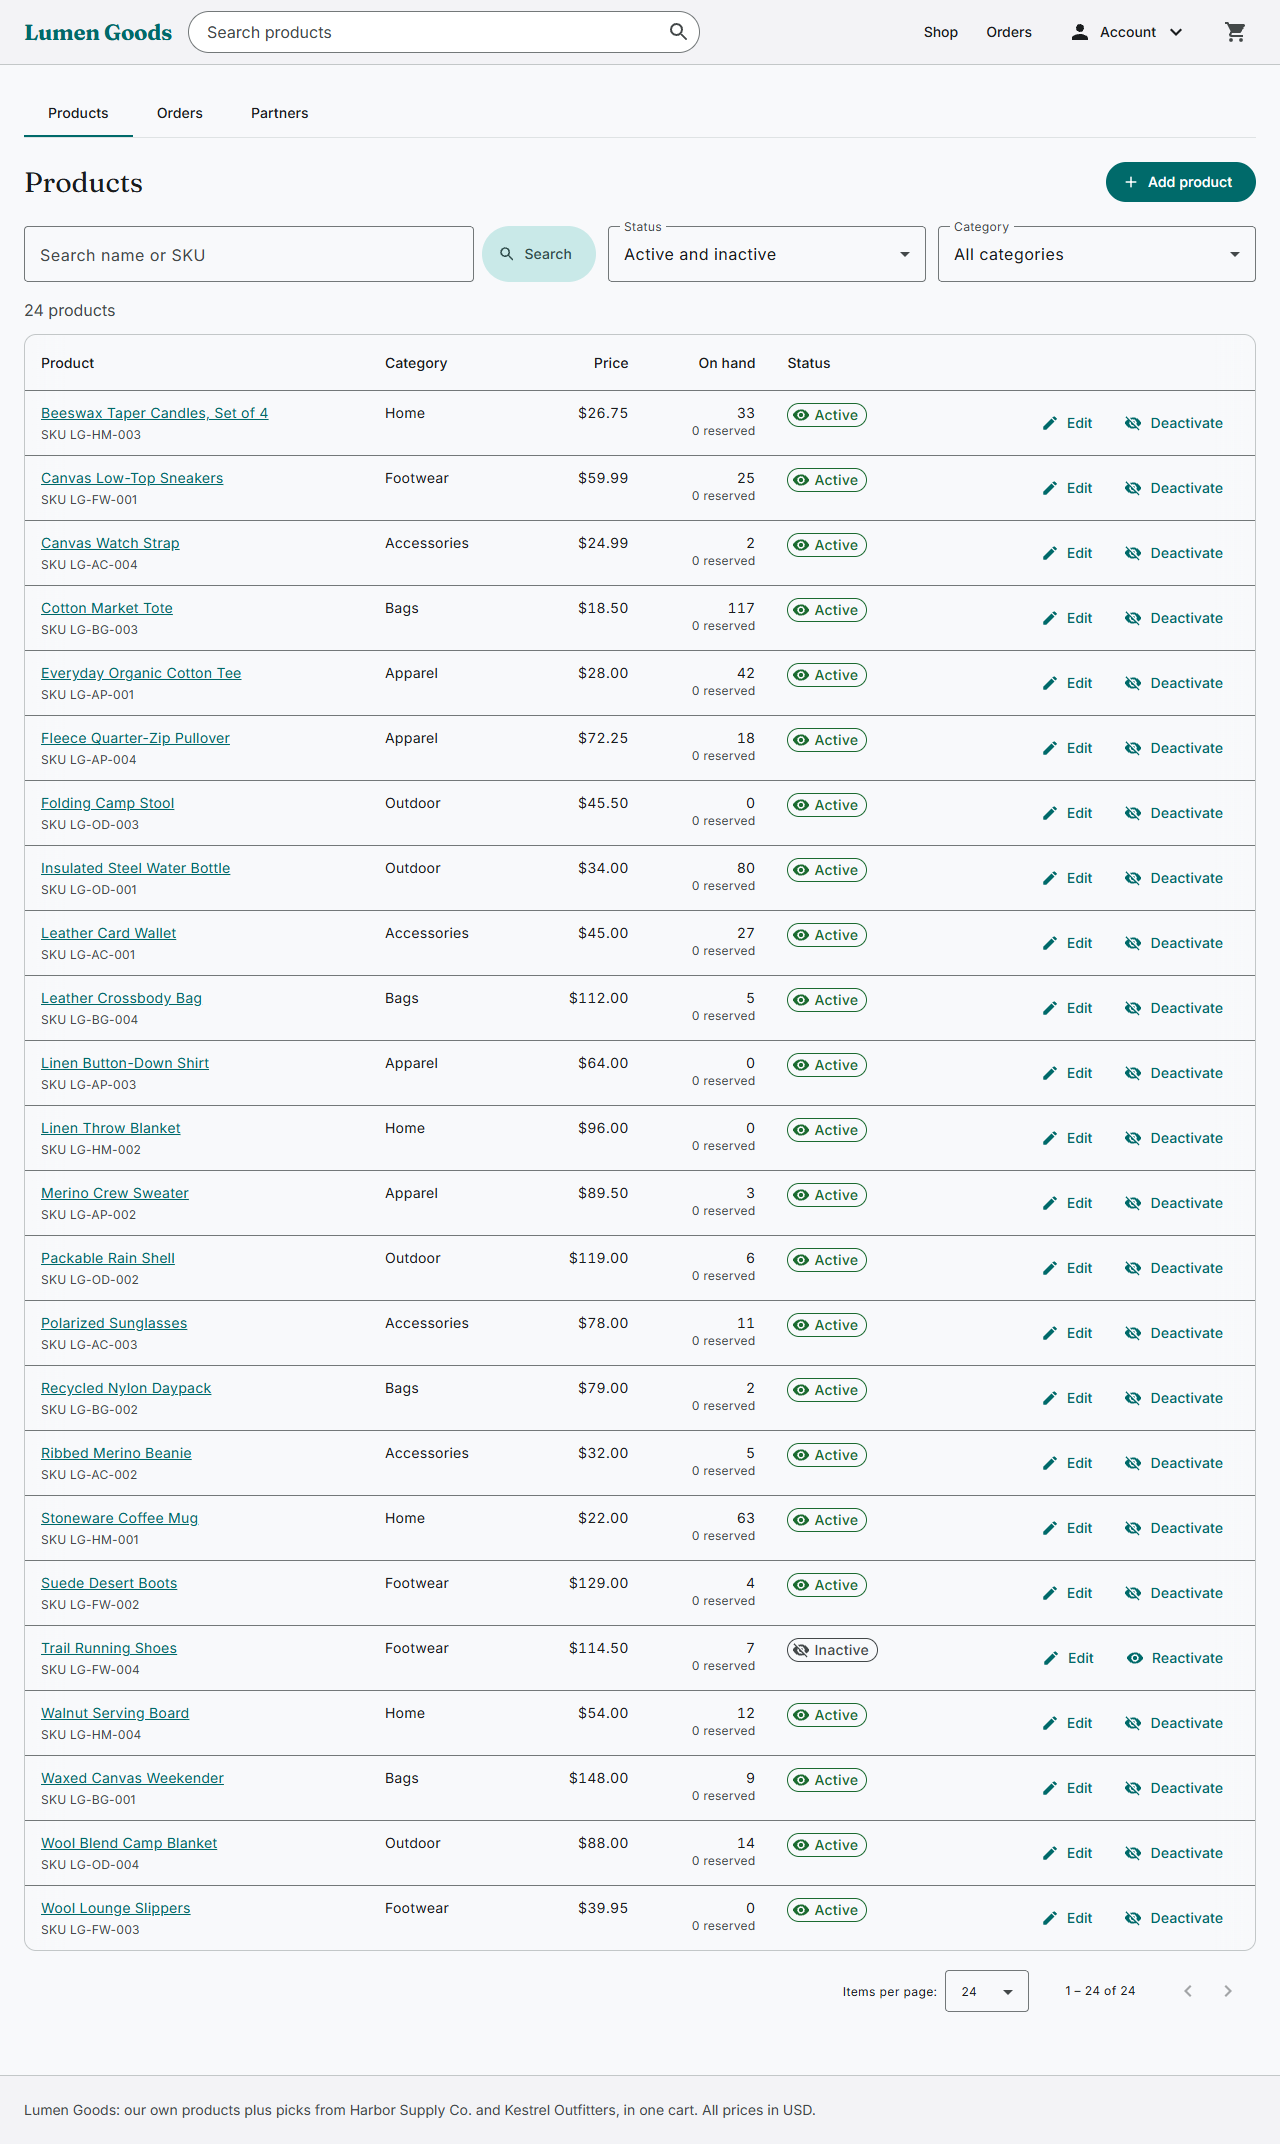 Lumen Goods
Search products
Shop
Orders
Account
Products
Orders
Partners
Products
Add product
Search name or SKU
Search
Status
Active and inactive
Category
All categories
24 products
Product Category Price On hand Status
Beeswax Taper Candles, Set of 4 Home $26.75 33 Active Edit Deactivate
SKU LG-HM-003 0 reserved
Canvas Low-Top Sneakers Footwear $59.99 25 Active Edit Deactivate
SKU LG-FW-001 0 reserved
Canvas Watch Strap Accessories $24.99 2 Active Edit Deactivate
SKU LG-AC-004 0 reserved
Cotton Market Tote Bags $18.50 117 Active Edit Deactivate
SKU LG-BG-003 0 reserved
Everyday Organic Cotton Tee Apparel $28.00 42 Active Edit Deactivate
SKU LG-AP-001 0 reserved
Fleece Quarter-Zip Pullover Apparel $72.25 18 Active Edit Deactivate
SKU LG-AP-004 0 reserved
Folding Camp Stool Outdoor $45.50 0 Active Edit Deactivate
SKU LG-OD-003 0 reserved
Insulated Steel Water Bottle Outdoor $34.00 80 Active Edit Deactivate
SKU LG-OD-001 0 reserved
Leather Card Wallet Accessories $45.00 27 Active Edit Deactivate
SKU LG-AC-001 0 reserved
Leather Crossbody Bag Bags $112.00 5 Active Edit Deactivate
SKU LG-BG-004 0 reserved
Linen Button-Down Shirt Apparel $64.00 0 Active Edit Deactivate
SKU LG-AP-003 0 reserved
Linen Throw Blanket Home $96.00 0 Active Edit Deactivate
SKU LG-HM-002 0 reserved
Merino Crew Sweater Apparel $89.50 3 Active Edit Deactivate
SKU LG-AP-002 0 reserved
Packable Rain Shell Outdoor $119.00 6 Active Edit Deactivate
SKU LG-OD-002 0 reserved
Polarized Sunglasses Accessories $78.00 11 Active Edit Deactivate
SKU LG-AC-003 0 reserved
Recycled Nylon Daypack Bags $79.00 2 Active Edit Deactivate
SKU LG-BG-002 0 reserved
Ribbed Merino Beanie Accessories $32.00 5 Active Edit Deactivate
SKU LG-AC-002 0 reserved
Stoneware Coffee Mug Home $22.00 63 Active Edit Deactivate
SKU LG-HM-001 0 reserved
Suede Desert Boots Footwear $129.00 4 Active Edit Deactivate
SKU LG-FW-002 0 reserved
Trail Running Shoes Footwear $114.50 7 Inactive Edit Reactivate
SKU LG-FW-004 0 reserved
Walnut Serving Board Home $54.00 12 Active Edit Deactivate
SKU LG-HM-004 0 reserved
Waxed Canvas Weekender Bags $148.00 9 Active Edit Deactivate
SKU LG-BG-001 0 reserved
Wool Blend Camp Blanket Outdoor $88.00 14 Active Edit Deactivate
SKU LG-OD-004 0 reserved
Wool Lounge Slippers Footwear $39.95 0 Active Edit Deactivate
SKU LG-FW-003 0 reserved
Items per page: 24 1 – 24 of 24
Lumen Goods: our own products plus picks from Harbor Supply Co. and Kestrel Outfitters, in one cart. All prices in USD.